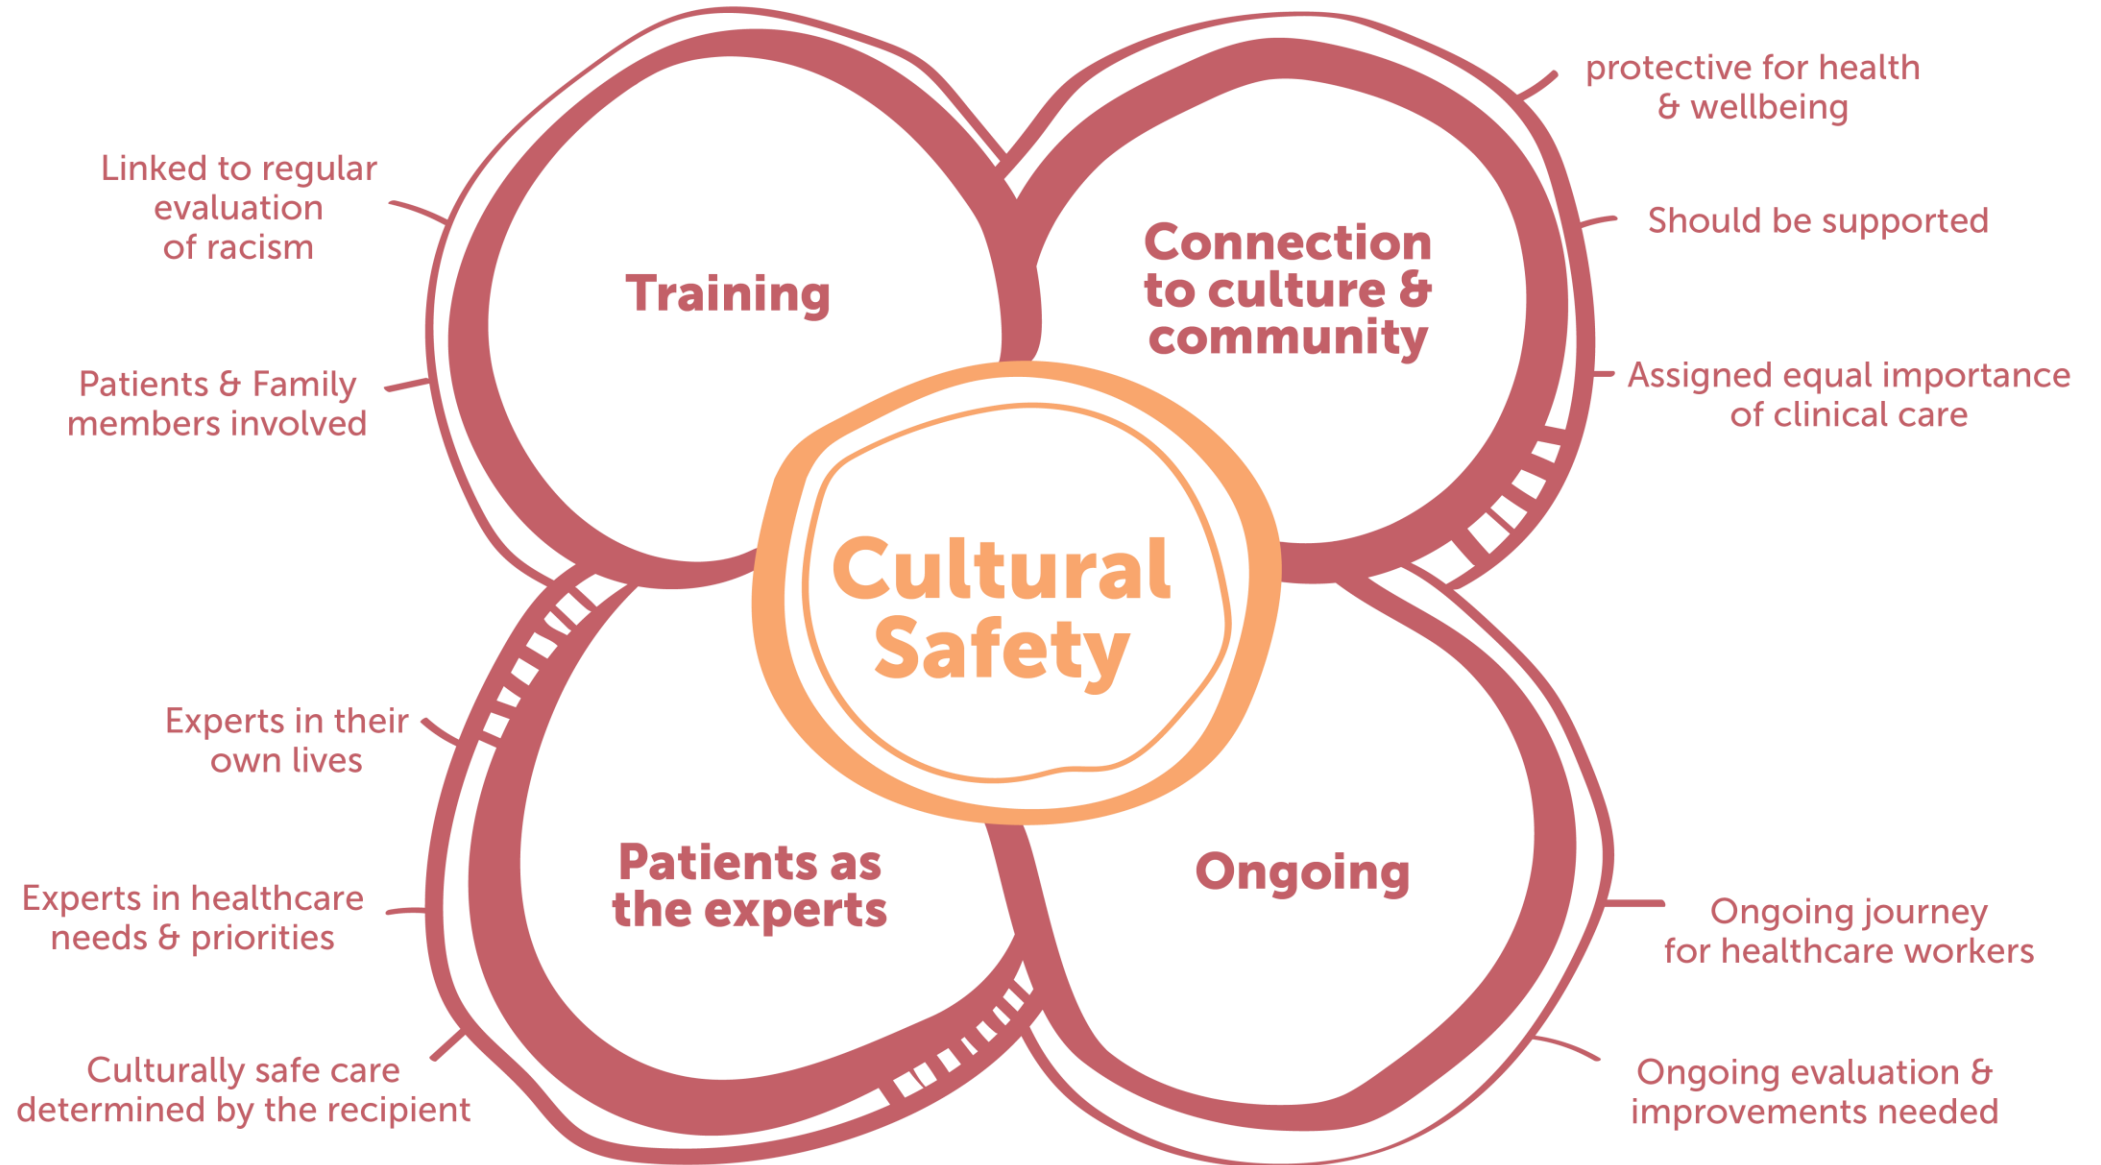 Linked to regular
evaluation
of racism
Patients & Family
members involved
Training
Connection
to culture &
community
protective for health
& wellbeing
Should be supported
Assigned equal importance
of clinical care
Cultural
Safety
Experts in their
own lives
Experts in healthcare
needs & priorities
Culturally safe care
determined by the recipient
Patients as
the experts
Ongoing
Ongoing journey
for healthcare workers
Ongoing evaluation &
improvements needed